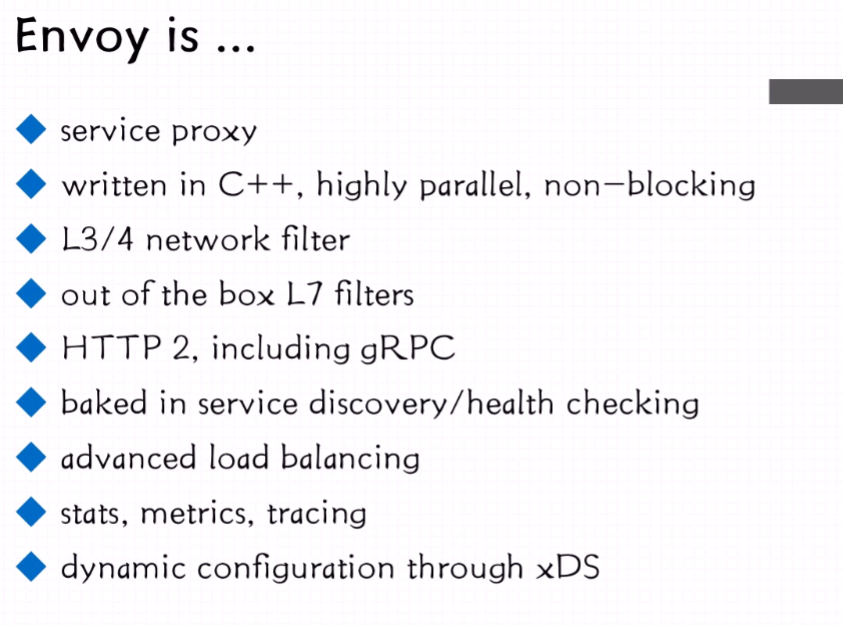 Envoy is ...
service proxy
written in C++, highly parallel, non-blocking
L3/4 network filter
out of the box L7 filters
HTTP 2, including gRPC
baked in service discovery/health checking
advanced load balancing
stats, metrics, tracing
dynamic configuration through xDS